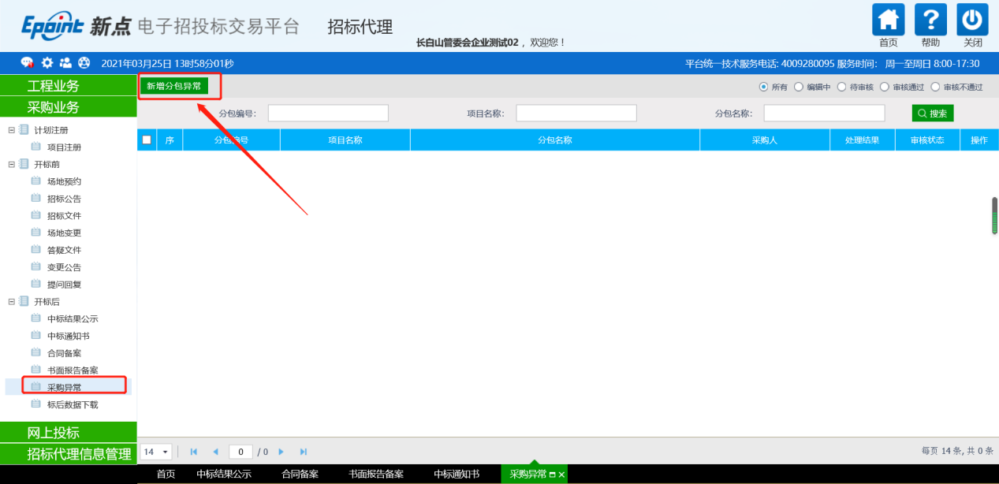 Epoint 新点 电子招投标交易平台 招标代理
长白山管委会企业测试02 ，欢迎您！
首页 帮助 关闭
2021年03月25日 13时58分01秒 平台统一技术服务电话: 4009280095 服务时间: 周一至周日 8:00-17:30
工程业务
采购业务
计划注册
项目注册
开标前
场地预约
招标公告
招标文件
场地变更
答疑文件
变更公告
提问回复
开标后
中标结果公示
中标通知书
合同备案
书面报告备案
采购异常
标后数据下载
网上投标
招标代理信息管理
新增分包异常 所有 编辑中 待审核 审核通过 审核不通过
分包编号: 项目名称: 分包名称: 搜索
序 分包编号 项目名称 分包名称 采购人 处理结果 审核状态 操作
14 0 / 0 每页 14 条, 共 0 条
首页 中标结果公示 合同备案 书面报告备案 中标通知书 采购异常